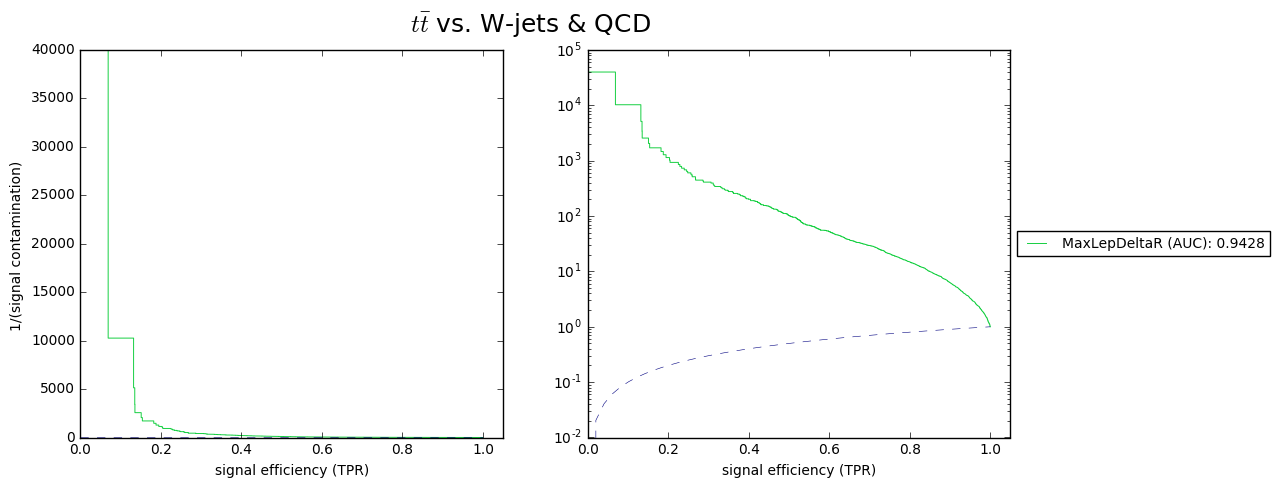 tt̄ vs. W-jets & QCD
40000
35000
30000
25000
20000
15000
10000
5000
0
1/(signal contamination)
0.0 0.2 0.4 0.6 0.8 1.0
signal efficiency (TPR)
10^5
10^4
10^3
10^2
10^1
10^0
10^-1
10^-2
0.0 0.2 0.4 0.6 0.8 1.0
signal efficiency (TPR)
MaxLepDeltaR (AUC): 0.9428